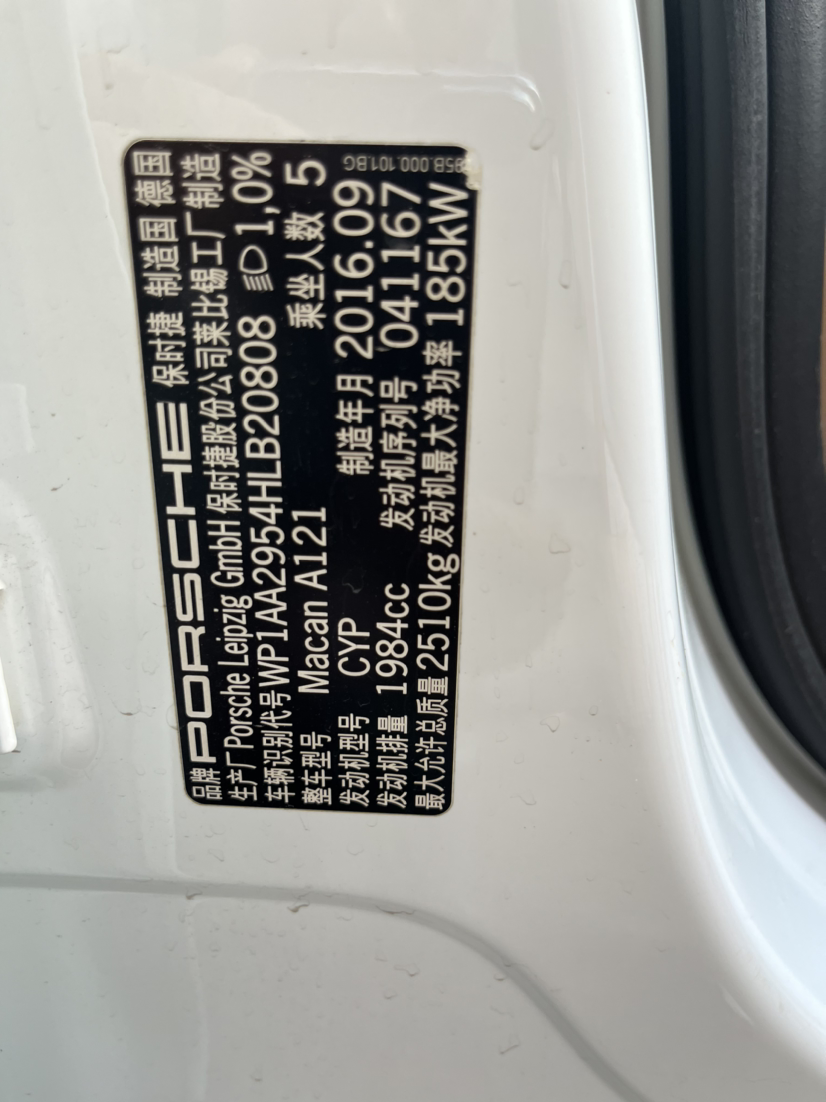 品牌 PORSCHE 保时捷 制造国 德国
生产厂 Porsche Leipzig GmbH 保时捷股份公司莱比锡工厂制造
车辆识别代号 WP1AA2954HLB20808 1,0%
整车型号 Macan A121 乘坐人数 5
发动机型号 CYP 制造年月 2016.09
发动机排量 1984cc 发动机序列号 041167
最大允许总质量 2510kg 发动机最大净功率 185kW
95B.000.101.BG